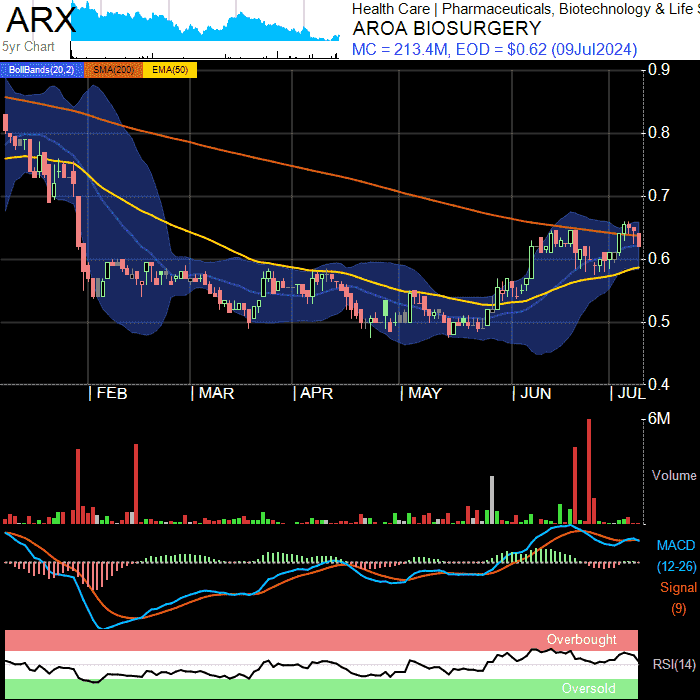 ARX
5yr Chart
Health Care | Pharmaceuticals, Biotechnology & Life S
AROA BIOSURGERY
MC = 213.4M, EOD = $0.62 (09Jul2024)
BollBands(20,2) SMA(200) EMA(50)
0.9
0.8
0.7
0.6
0.5
0.4
| FEB | MAR | APR | MAY | JUN | JUL
6M
Volume
MACD
(12-26)
Signal
(9)
Overbought
RSI(14)
Oversold